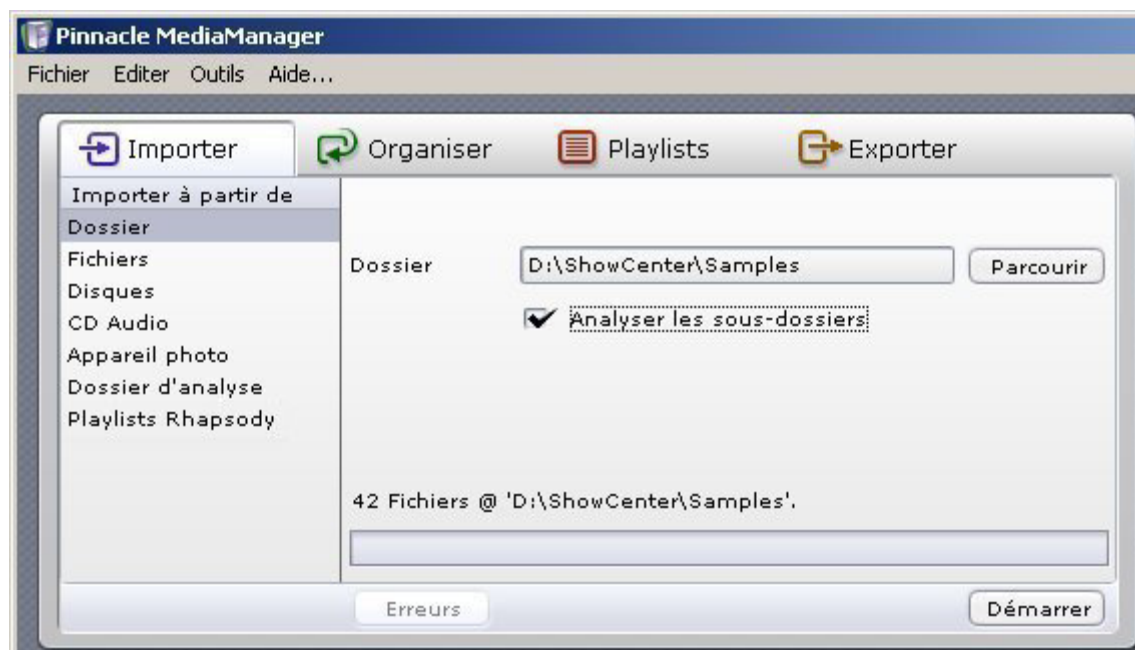 Pinnacle MediaManager
Fichier Editer Outils Aide...
Importer Organiser Playlists Exporter
Importer à partir de
Dossier
Fichiers
Disques
CD Audio
Appareil photo
Dossier d'analyse
Playlists Rhapsody
Dossier D:\ShowCenter\Samples Parcourir
Analyser les sous-dossiers
42 Fichiers @ 'D:\ShowCenter\Samples'.
Erreurs Démarrer